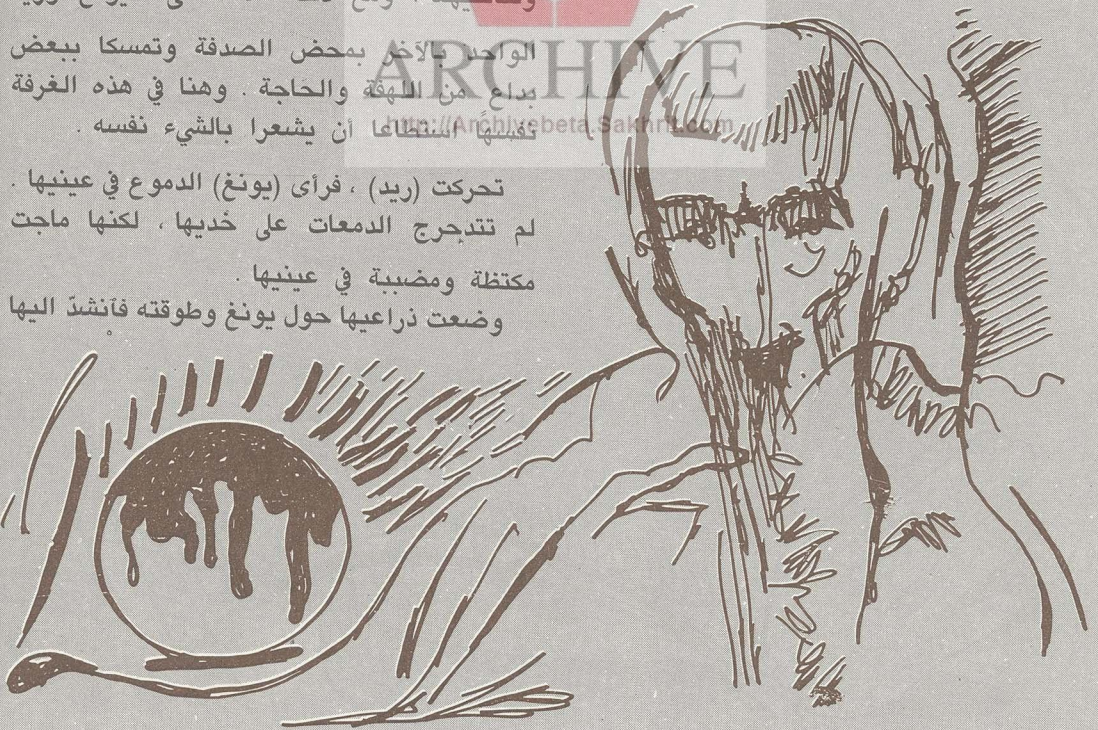 الواحد بالآخر بمحض الصدفة وتمسكا ببعض
بداعٍ من اللهفة والحاجة . وهنا في هذه الغرفة
نفسها استطاعا أن يشعرا بالشيء نفسه .
تحركت (ريد) ، فرأى (يونغ) الدموع في عينيها .
لم تتدحرج الدمعات على خديها ، لكنها ماجت
مكتظة ومضببة في عينيها .
وضعت ذراعيها حول يونغ وطوقته فآنشدّ اليها
ARCHIVE
http://Archivebeta.Sakhrit.com